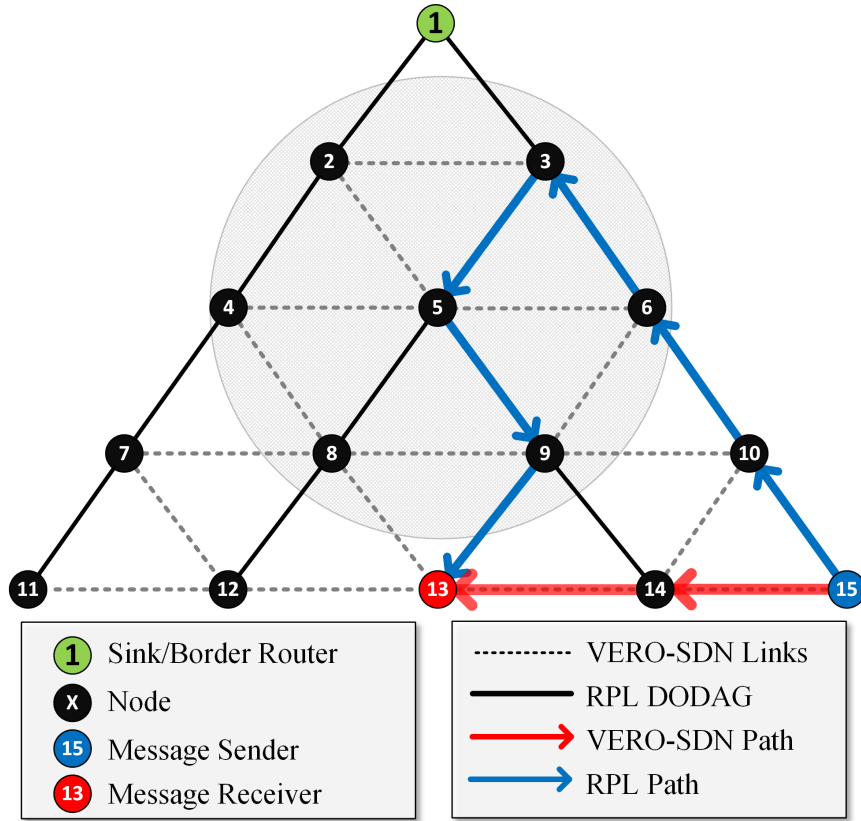 1
2 3
4 5 6
7 8 9 10
11 12 13 14 15
1 Sink/Border Router
X Node
15 Message Sender
13 Message Receiver
VERO-SDN Links
RPL DODAG
VERO-SDN Path
RPL Path